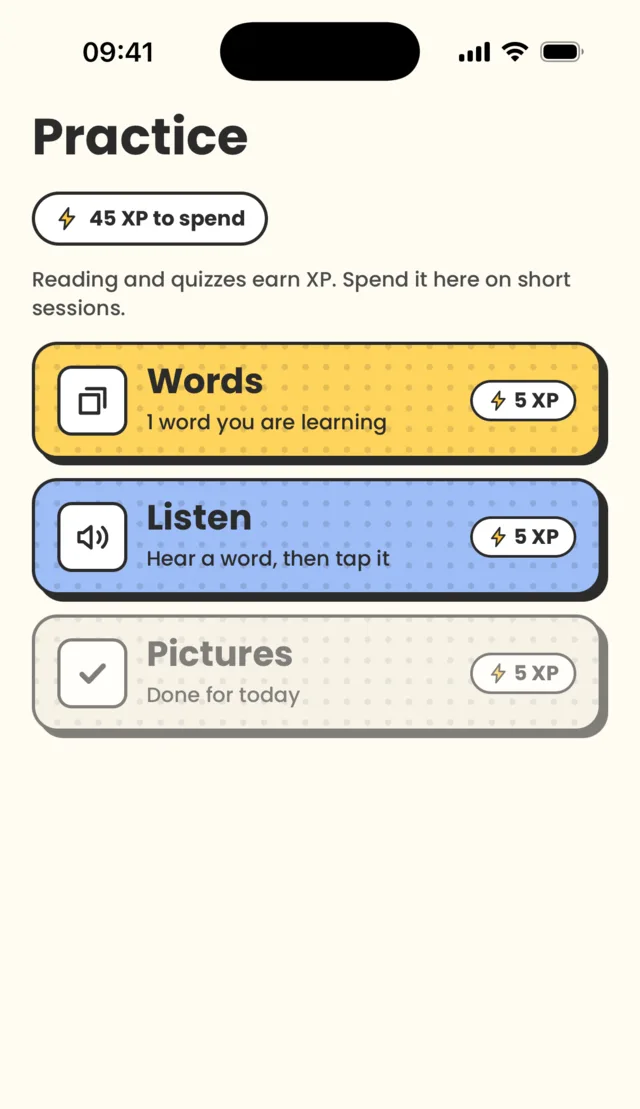 09:41
Practice
45 XP to spend
Reading and quizzes earn XP. Spend it here on short
sessions.
Words
1 word you are learning
5 XP
Listen
Hear a word, then tap it
5 XP
Pictures
Done for today
5 XP